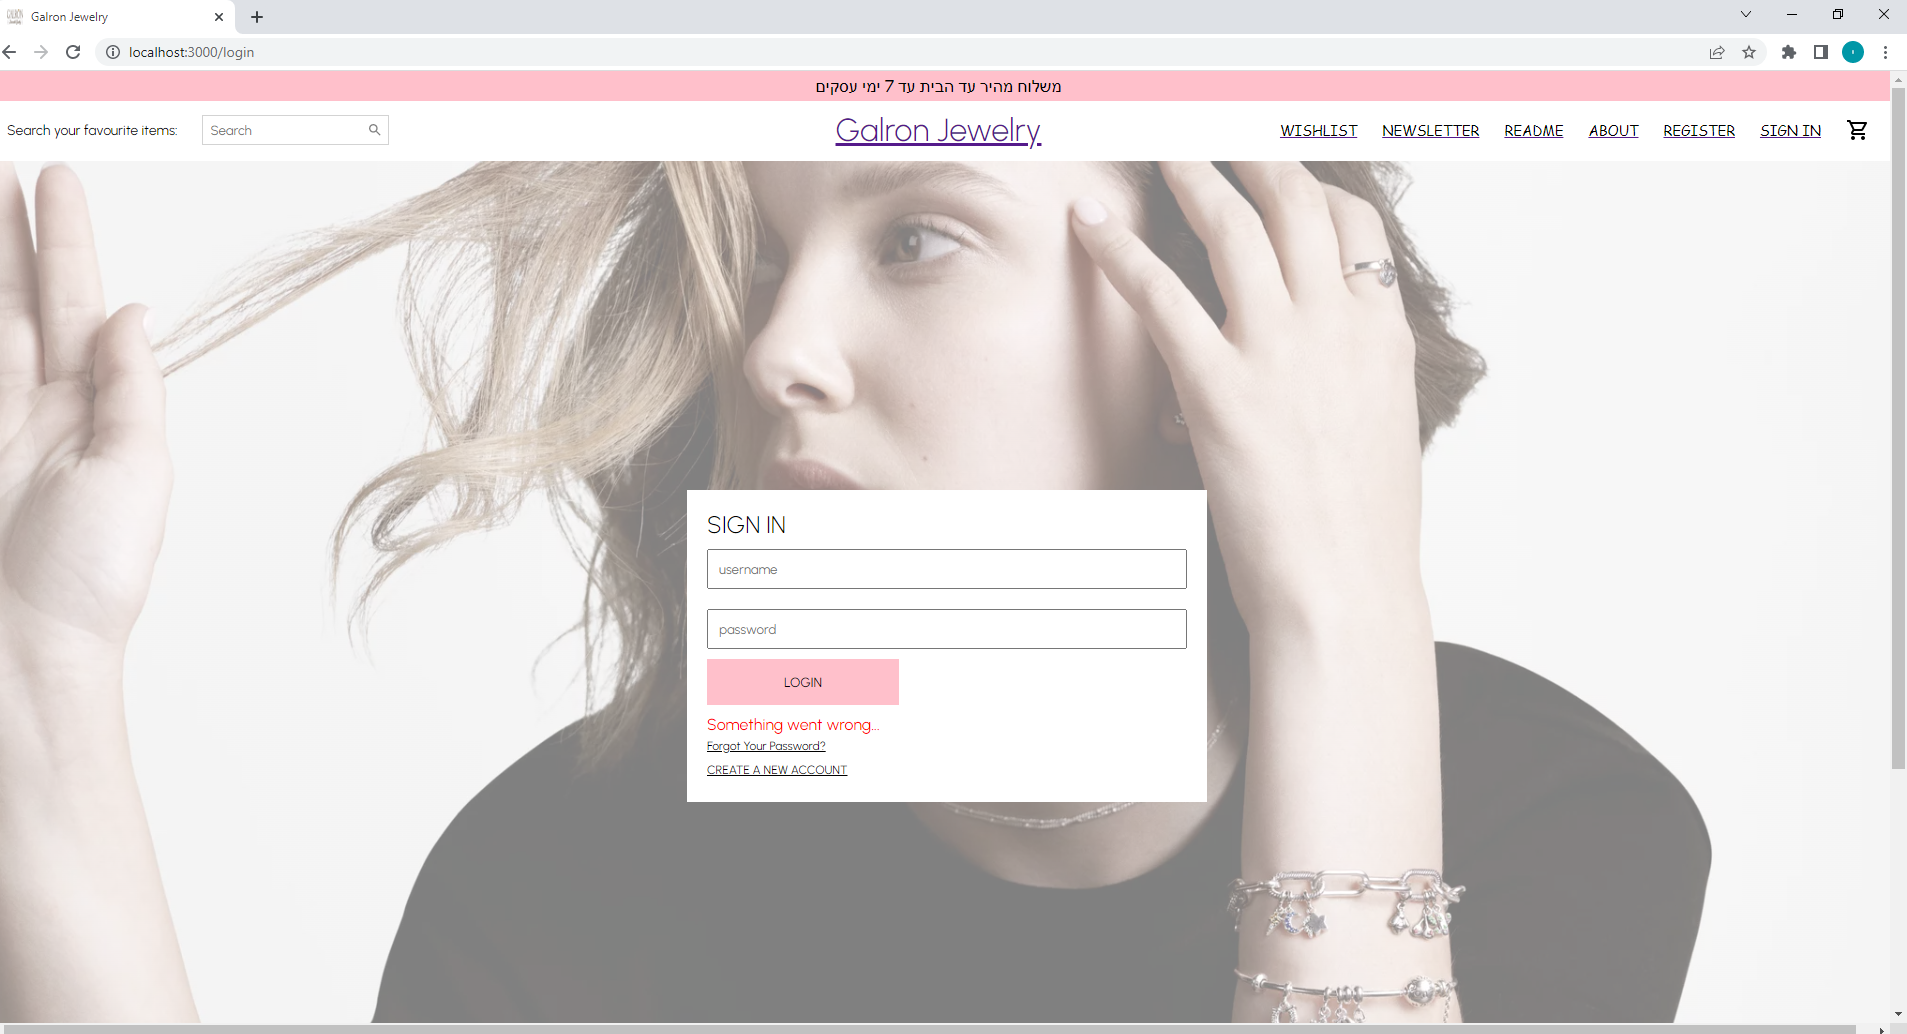 Galron Jewelry
localhost:3000/login
משלוח מהיר עד הבית עד 7 ימי עסקים
Search your favourite items:
Search
Galron Jewelry
WISHLIST
NEWSLETTER
README
ABOUT
REGISTER
SIGN IN
SIGN IN
username
password
LOGIN
Something went wrong...
Forgot Your Password?
CREATE A NEW ACCOUNT